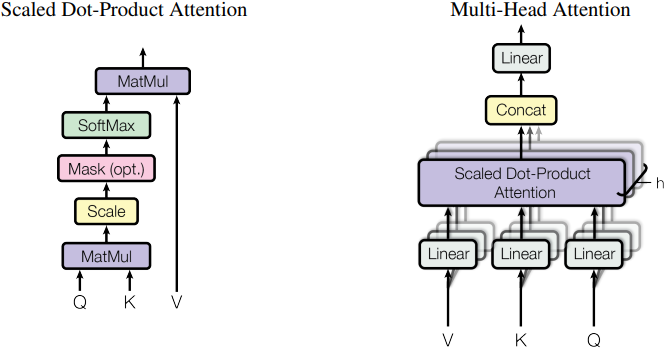 Scaled Dot-Product Attention
MatMul
SoftMax
Mask (opt.)
Scale
MatMul
Q K V
Multi-Head Attention
Linear
Concat
Scaled Dot-Product
Attention
h
Linear Linear Linear
V K Q